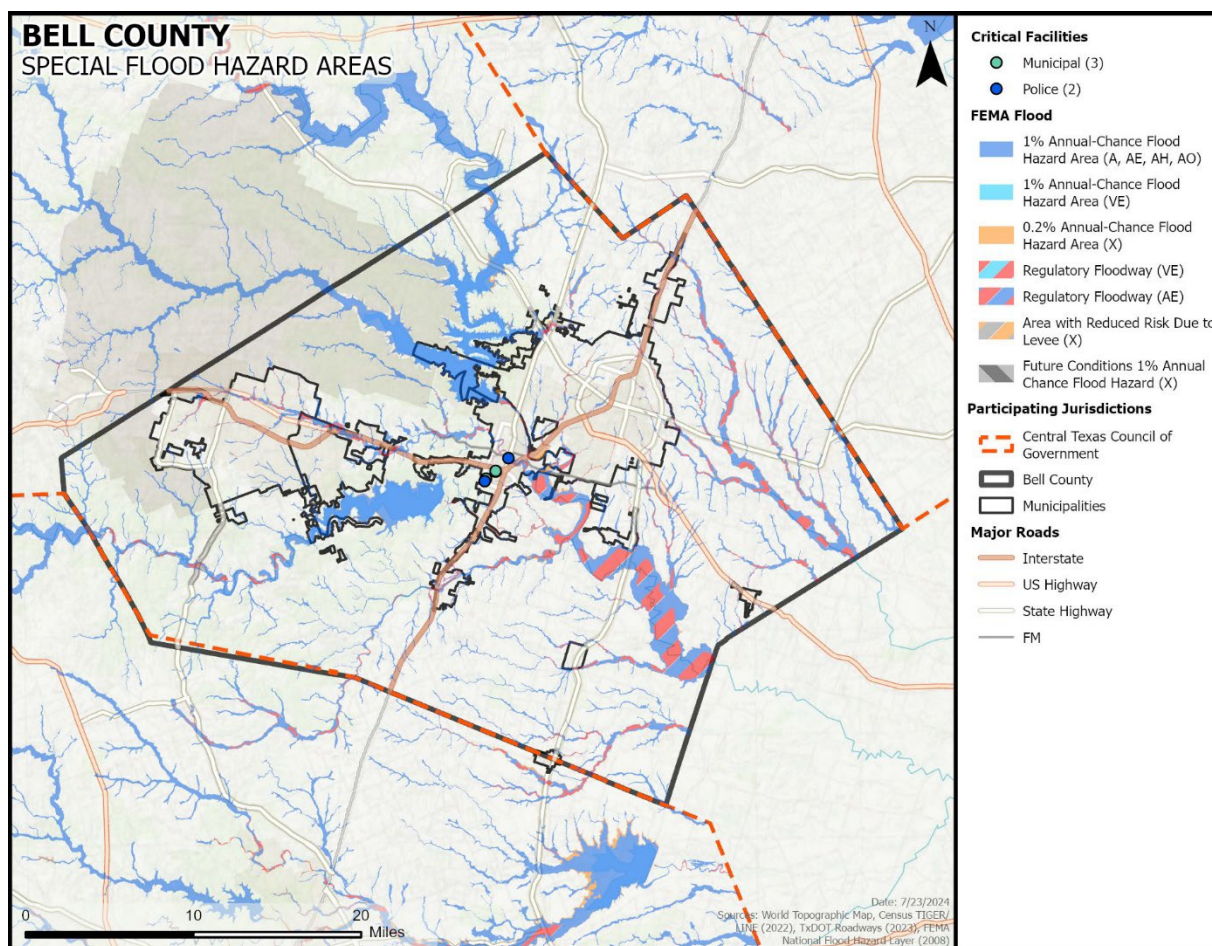 BELL COUNTY
SPECIAL FLOOD HAZARD AREAS
N
0 10 20
Miles
Date: 7/23/2024
Sources: World Topographic Map, Census TIGER/
LINE (2022), TxDOT Roadways (2023), FEMA
National Flood Hazard Layer (2008)
Critical Facilities
Municipal (3)
Police (2)
FEMA Flood
1% Annual-Chance Flood
Hazard Area (A, AE, AH, AO)
1% Annual-Chance Flood
Hazard Area (VE)
0.2% Annual-Chance Flood
Hazard Area (X)
Regulatory Floodway (VE)
Regulatory Floodway (AE)
Area with Reduced Risk Due to
Levee (X)
Future Conditions 1% Annual
Chance Flood Hazard (X)
Participating Jurisdictions
Central Texas Council of
Government
Bell County
Municipalities
Major Roads
Interstate
US Highway
State Highway
FM